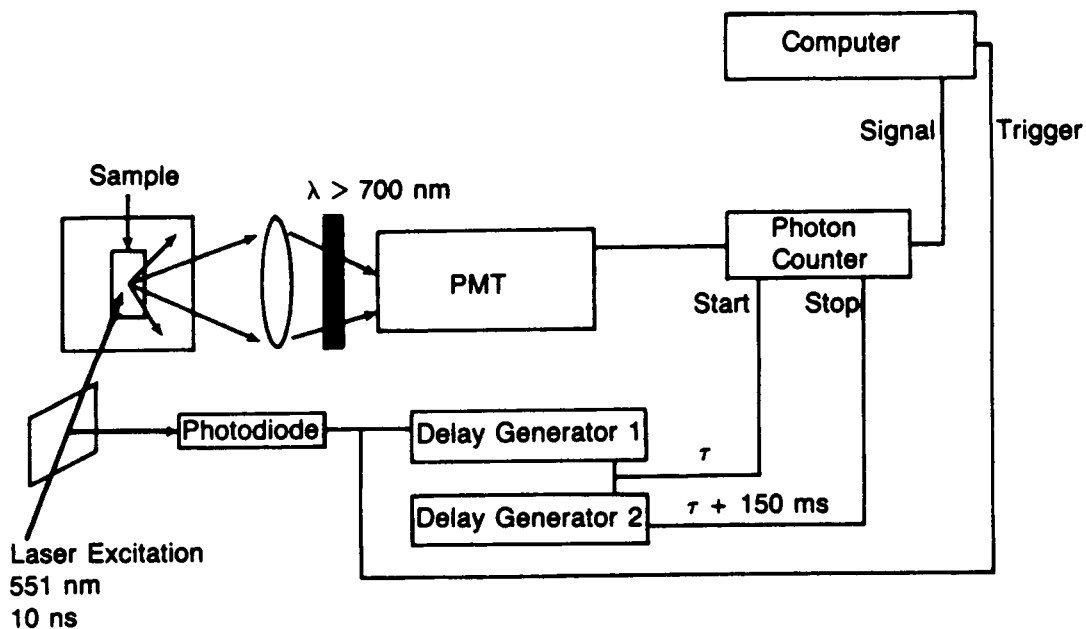 Computer
Signal
Trigger
Sample
λ > 700 nm
PMT
Photon
Counter
Start
Stop
Photodiode
Delay Generator 1
τ
Delay Generator 2
τ + 150 ms
Laser Excitation
551 nm
10 ns